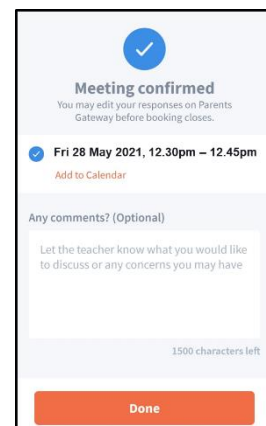 Meeting confirmed
You may edit your responses on Parents
Gateway before booking closes.
Fri 28 May 2021, 12.30pm – 12.45pm
Add to Calendar
Any comments? (Optional)
Let the teacher know what you would like
to discuss or any concerns you may have
1500 characters left
Done